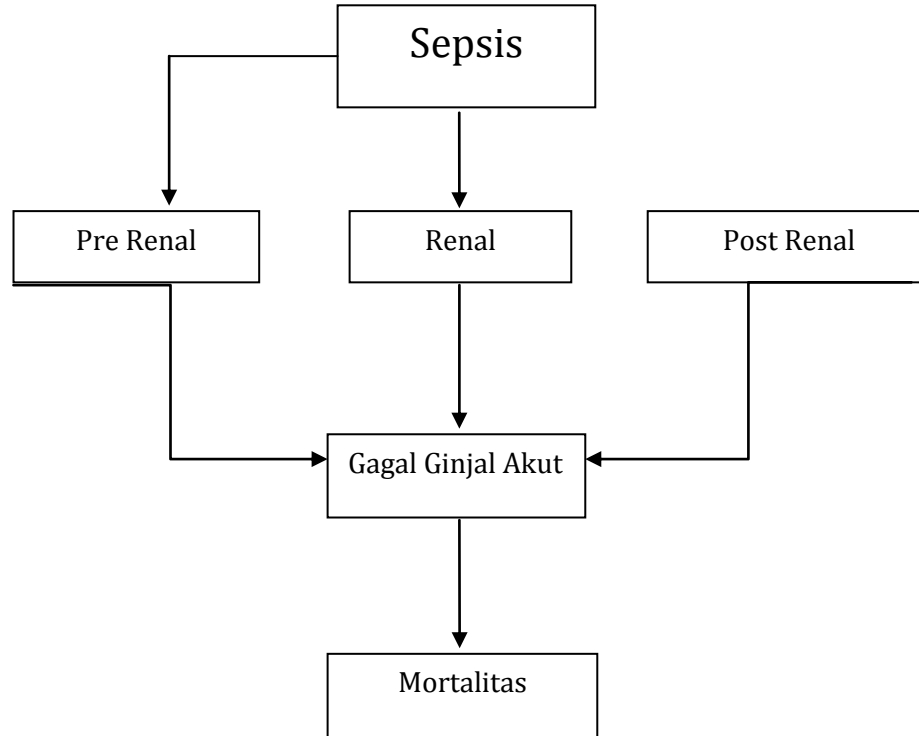 Sepsis
Pre Renal
Renal
Post Renal
Gagal Ginjal Akut
Mortalitas